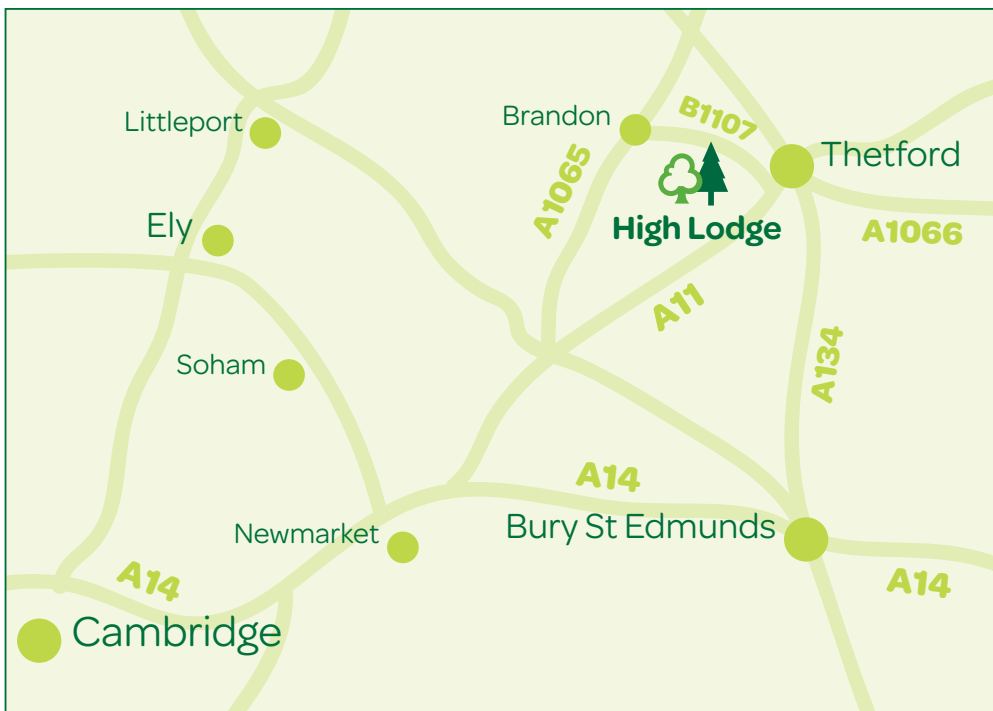 Littleport
Brandon
B1107
Thetford
A1065
High Lodge
Ely
A1066
A11
Soham
A134
A14
Bury St Edmunds
Newmarket
A14
A14
Cambridge